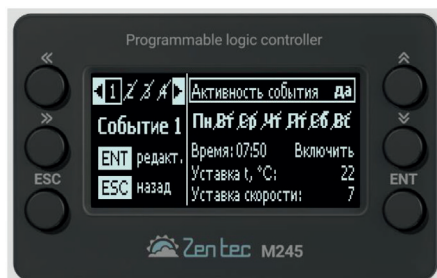 Programmable logic controller
1 2 3 4
Активность события да
Событие 1
Пн,Вт,Ср,Чт,Пт,Сб,Вс
ENT редакт.
Время: 07:50 Включить
Уставка t, °C: 22
ESC назад
Уставка скорости: 7
ESC
ENT
Zentec M245